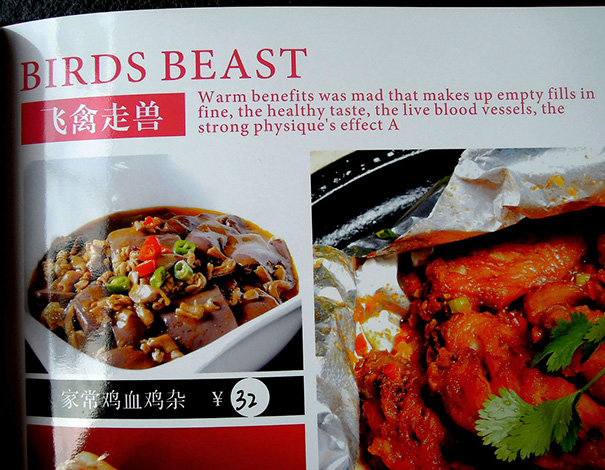 BIRDS BEAST
飞禽走兽
Warm benefits was mad that makes up empty fills in
fine, the healthy taste, the live blood vessels, the
strong physique's effect A
家常鸡血鸡杂 ¥ 32